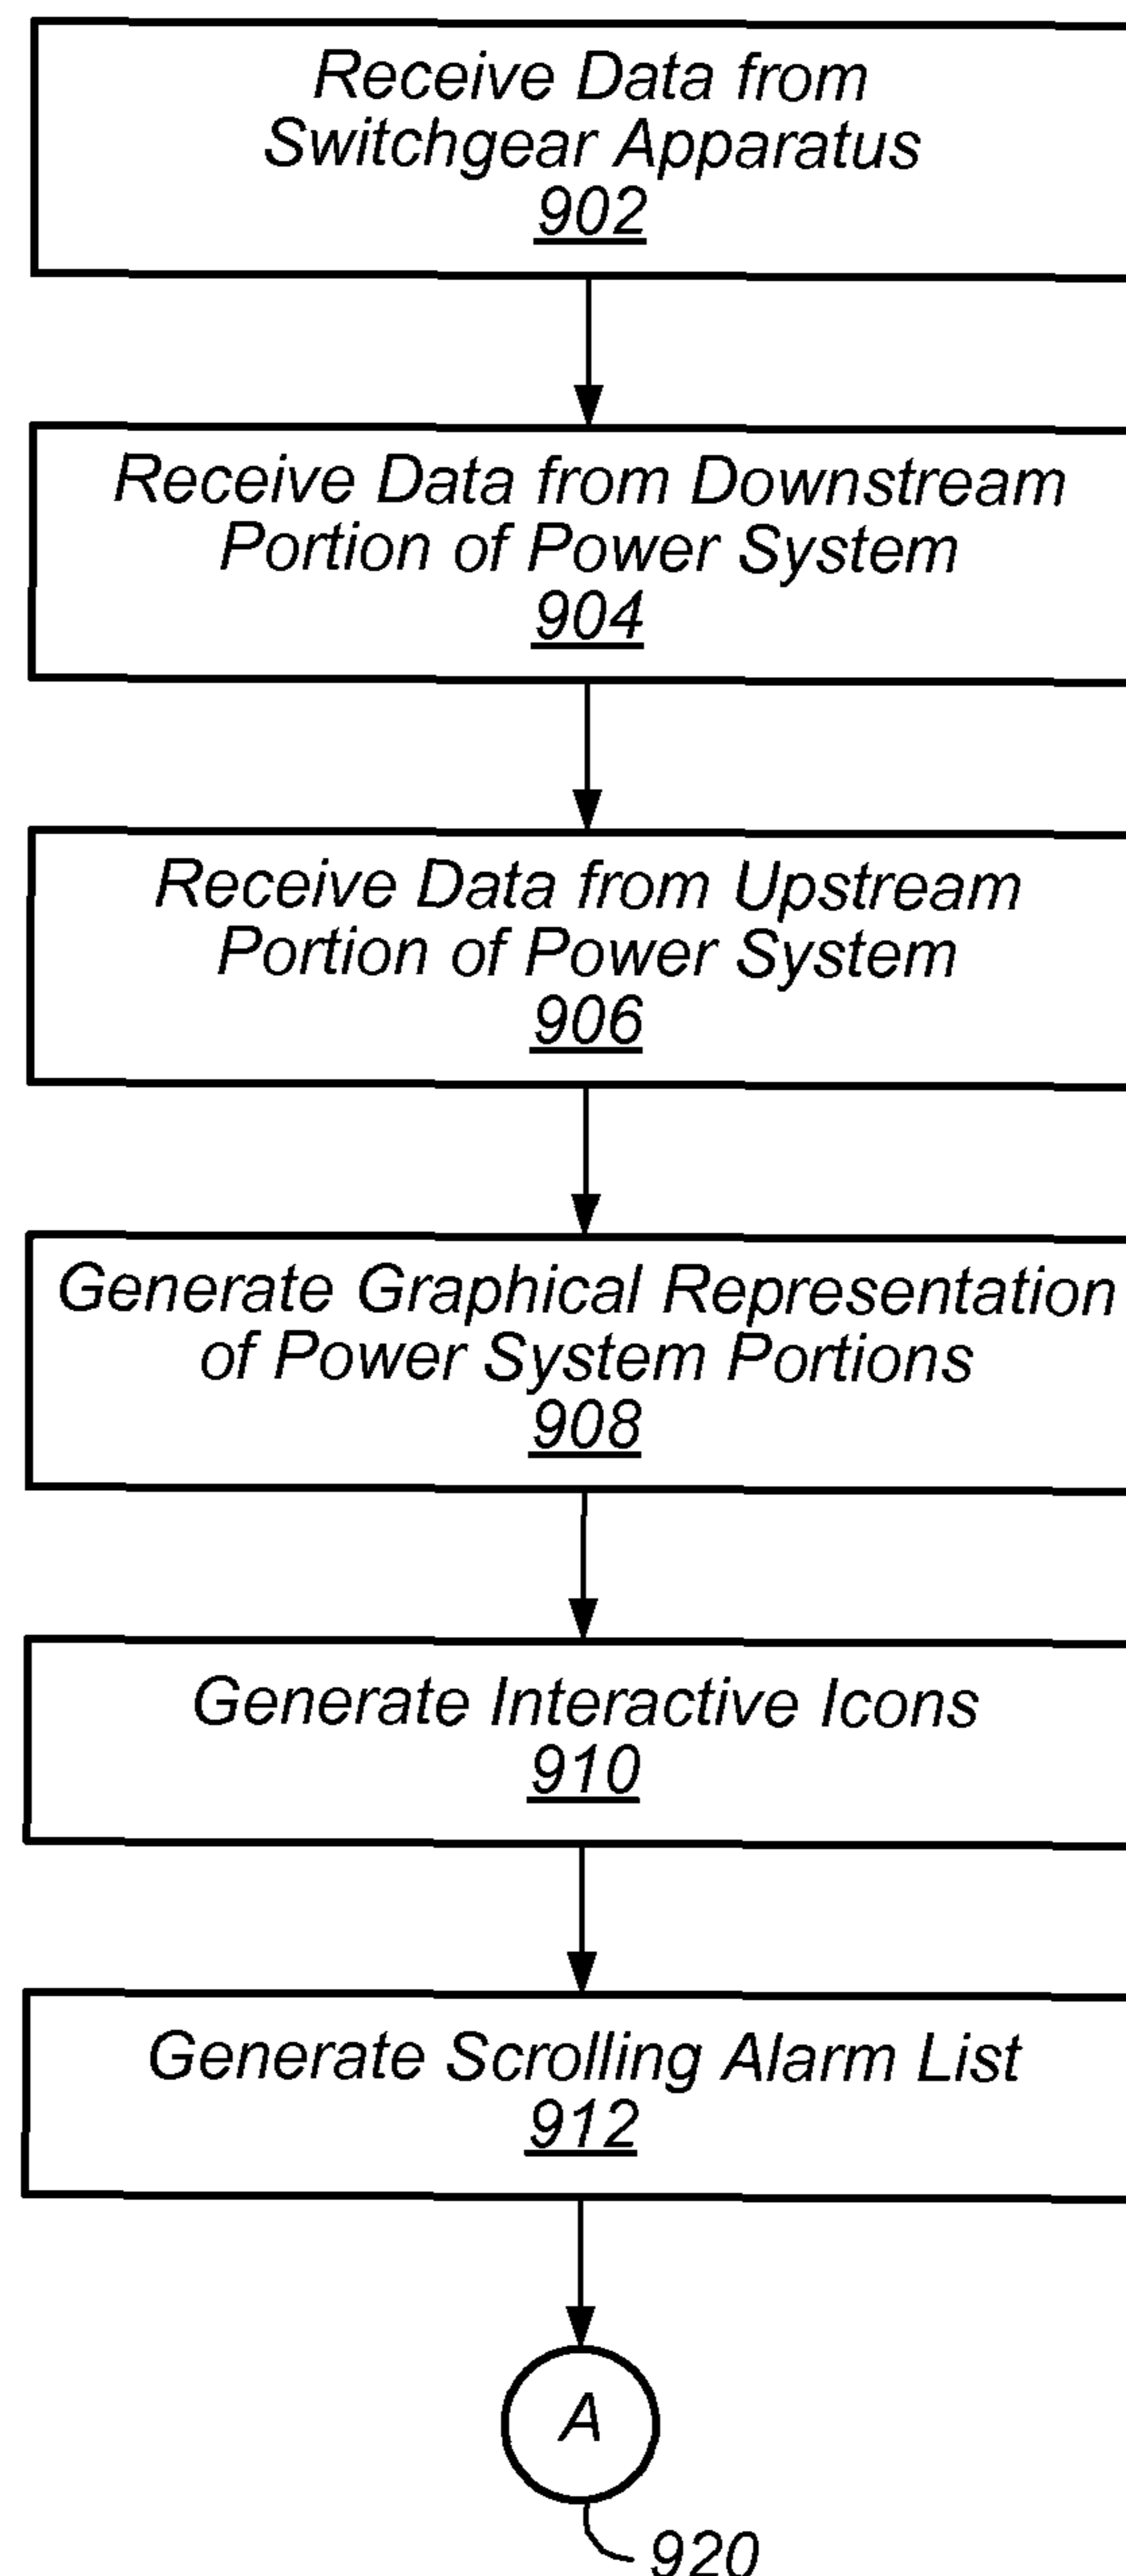 Receive Data from
Switchgear Apparatus
902
Receive Data from Downstream
Portion of Power System
904
Receive Data from Upstream
Portion of Power System
906
Generate Graphical Representation
of Power System Portions
908
Generate Interactive Icons
910
Generate Scrolling Alarm List
912
A
920